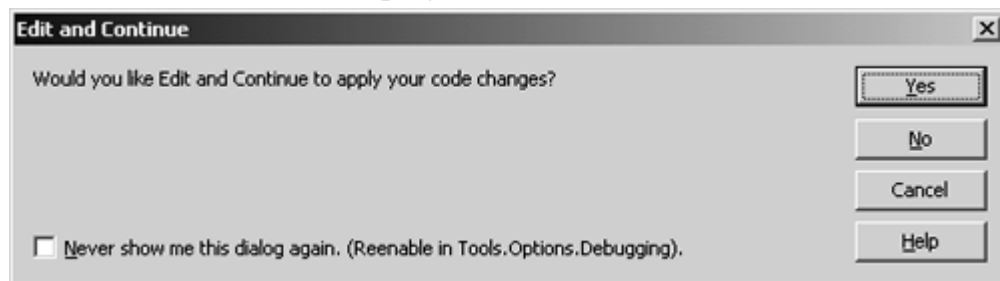 Edit and Continue
Would you like Edit and Continue to apply your code changes?
Yes
No
Cancel
Never show me this dialog again. (Reenable in Tools.Options.Debugging).
Help